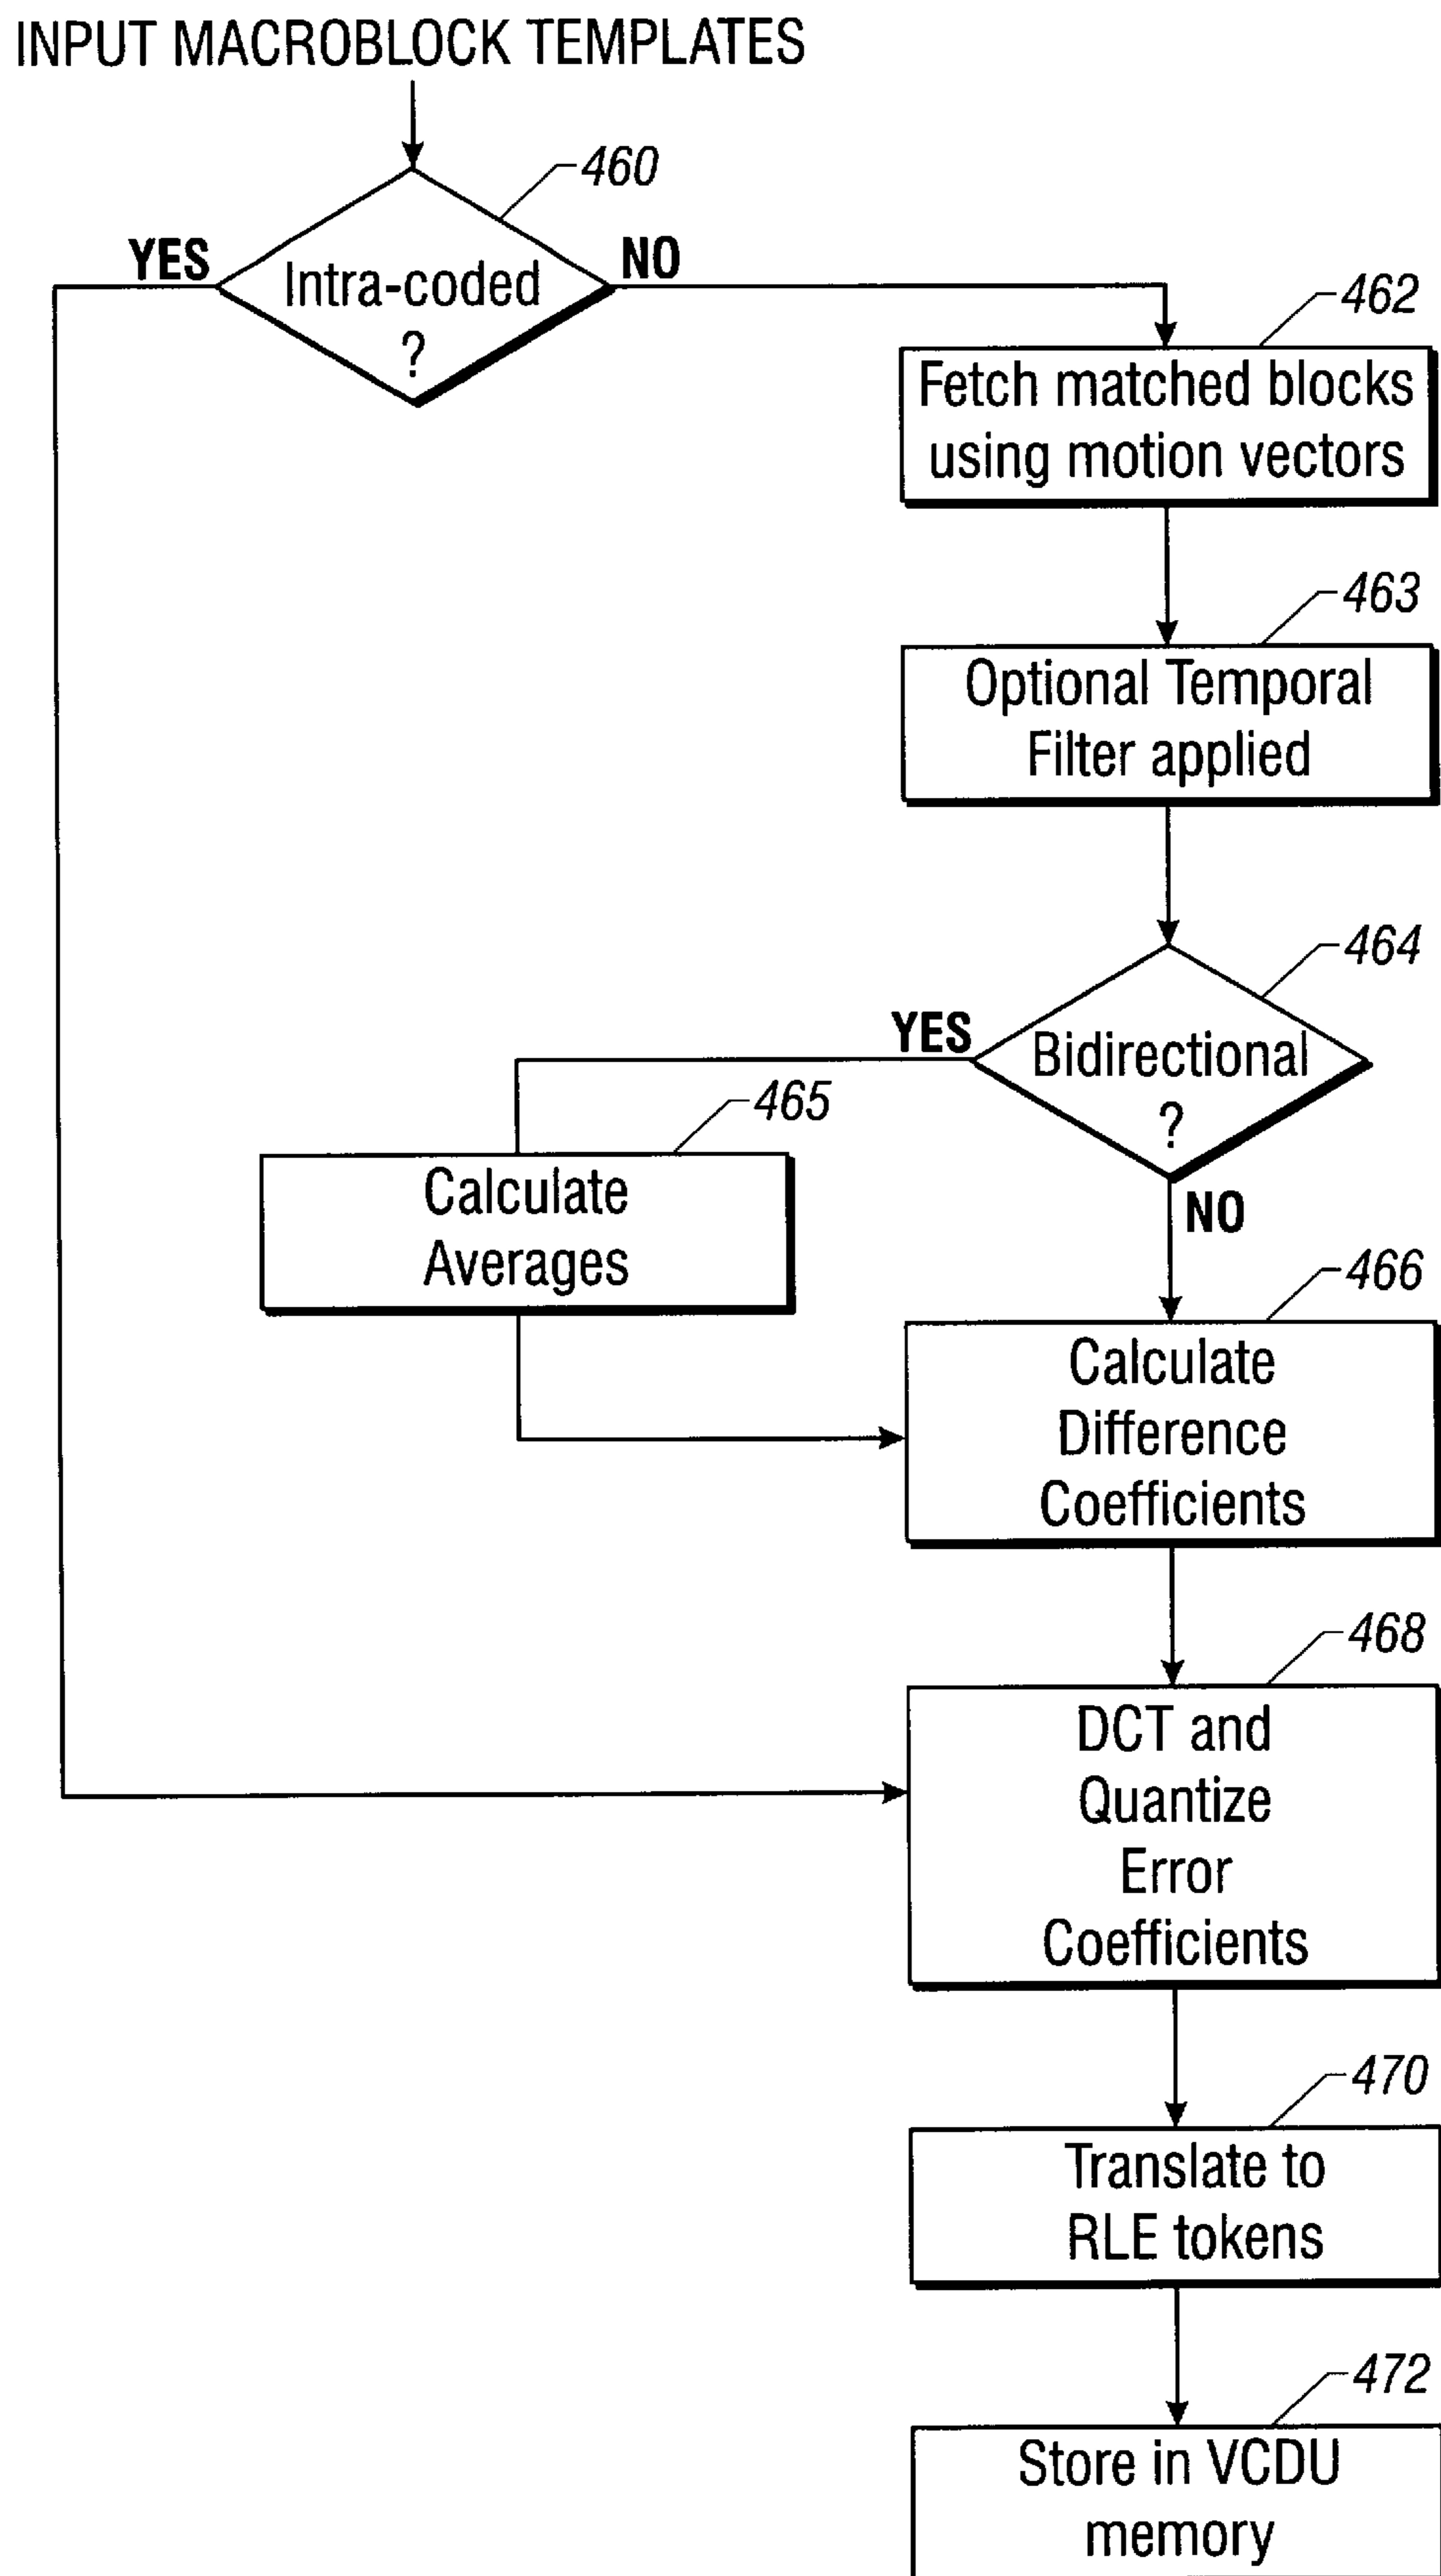 INPUT MACROBLOCK TEMPLATES
460
YES
NO
Intra-coded
?
462
Fetch matched blocks
using motion vectors
463
Optional Temporal
Filter applied
464
YES
Bidirectional
?
NO
465
Calculate
Averages
466
Calculate
Difference
Coefficients
468
DCT and
Quantize
Error
Coefficients
470
Translate to
RLE tokens
472
Store in VCDU
memory